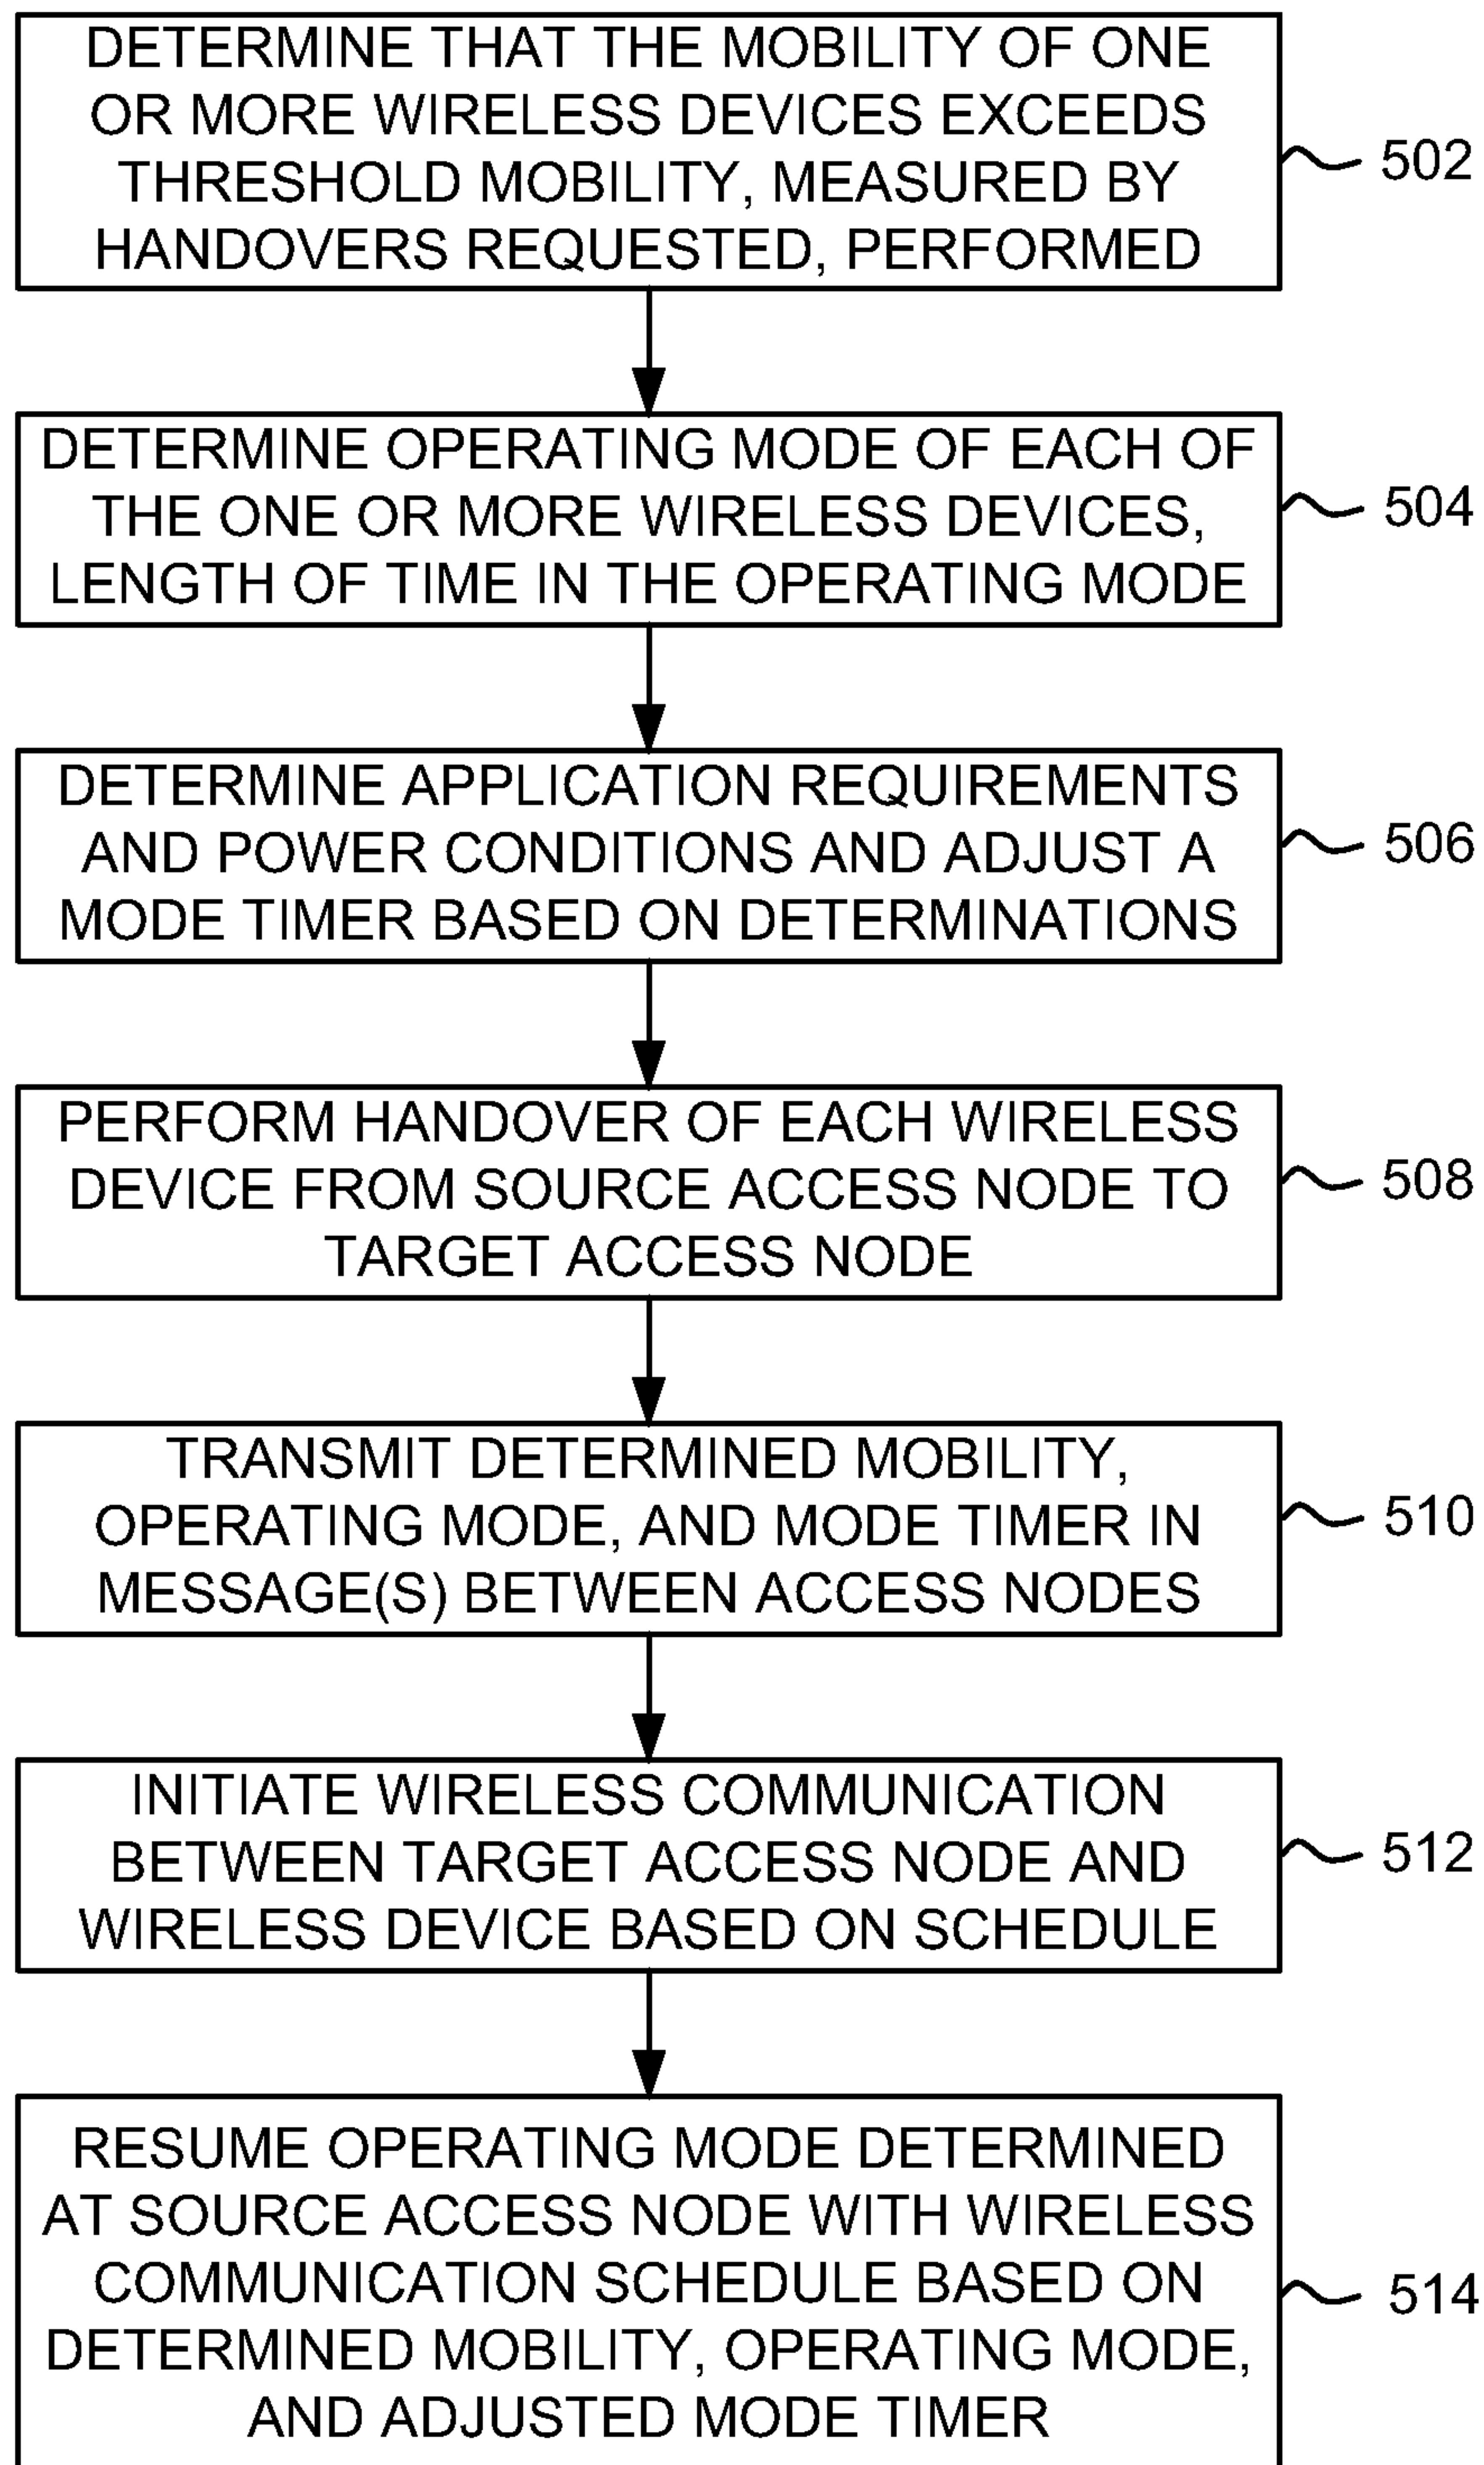 DETERMINE THAT THE MOBILITY OF ONE
OR MORE WIRELESS DEVICES EXCEEDS
THRESHOLD MOBILITY, MEASURED BY
HANDOVERS REQUESTED, PERFORMED
502
DETERMINE OPERATING MODE OF EACH OF
THE ONE OR MORE WIRELESS DEVICES,
LENGTH OF TIME IN THE OPERATING MODE
504
DETERMINE APPLICATION REQUIREMENTS
AND POWER CONDITIONS AND ADJUST A
MODE TIMER BASED ON DETERMINATIONS
506
PERFORM HANDOVER OF EACH WIRELESS
DEVICE FROM SOURCE ACCESS NODE TO
TARGET ACCESS NODE
508
TRANSMIT DETERMINED MOBILITY,
OPERATING MODE, AND MODE TIMER IN
MESSAGE(S) BETWEEN ACCESS NODES
510
INITIATE WIRELESS COMMUNICATION
BETWEEN TARGET ACCESS NODE AND
WIRELESS DEVICE BASED ON SCHEDULE
512
RESUME OPERATING MODE DETERMINED
AT SOURCE ACCESS NODE WITH WIRELESS
COMMUNICATION SCHEDULE BASED ON
DETERMINED MOBILITY, OPERATING MODE,
AND ADJUSTED MODE TIMER
514